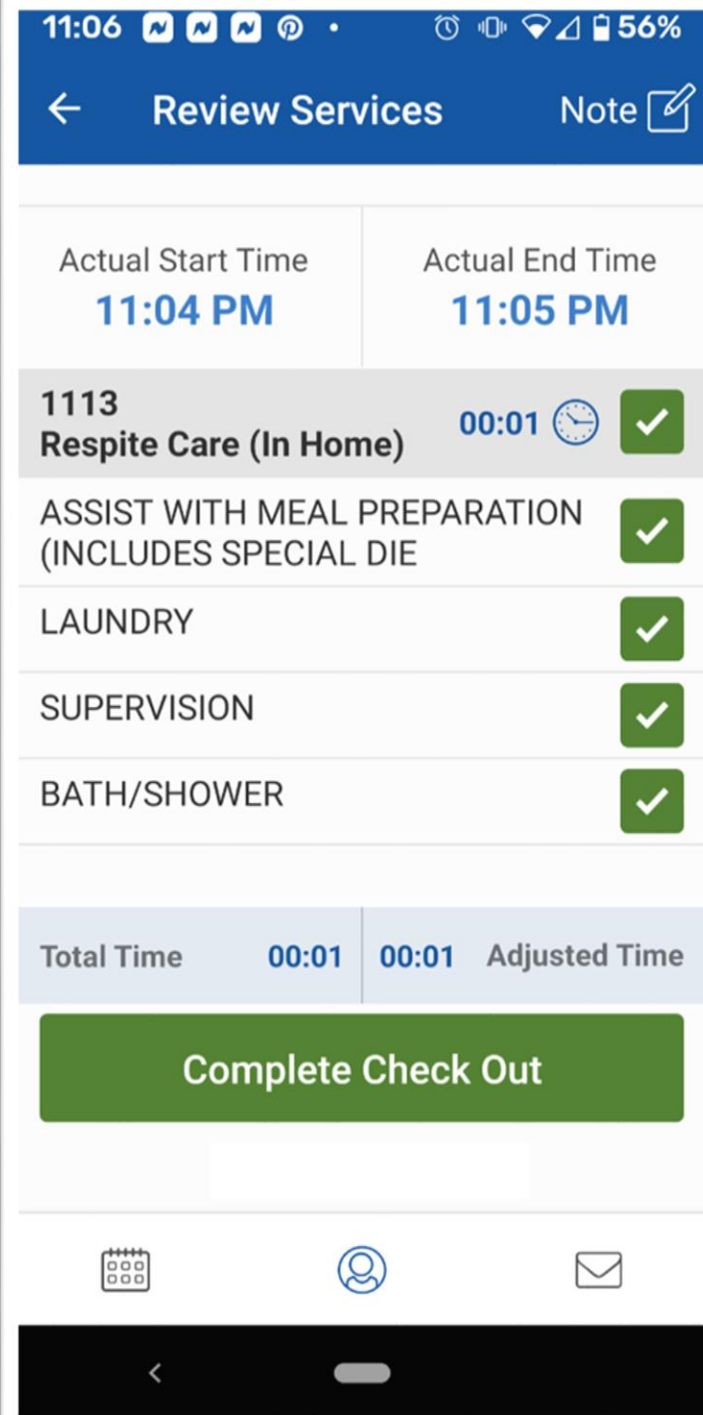 11:06 56%
Review Services Note
Actual Start Time Actual End Time
11:04 PM 11:05 PM
1113
Respite Care (In Home) 00:01
ASSIST WITH MEAL PREPARATION
(INCLUDES SPECIAL DIE
LAUNDRY
SUPERVISION
BATH/SHOWER
Total Time 00:01 00:01 Adjusted Time
Complete Check Out